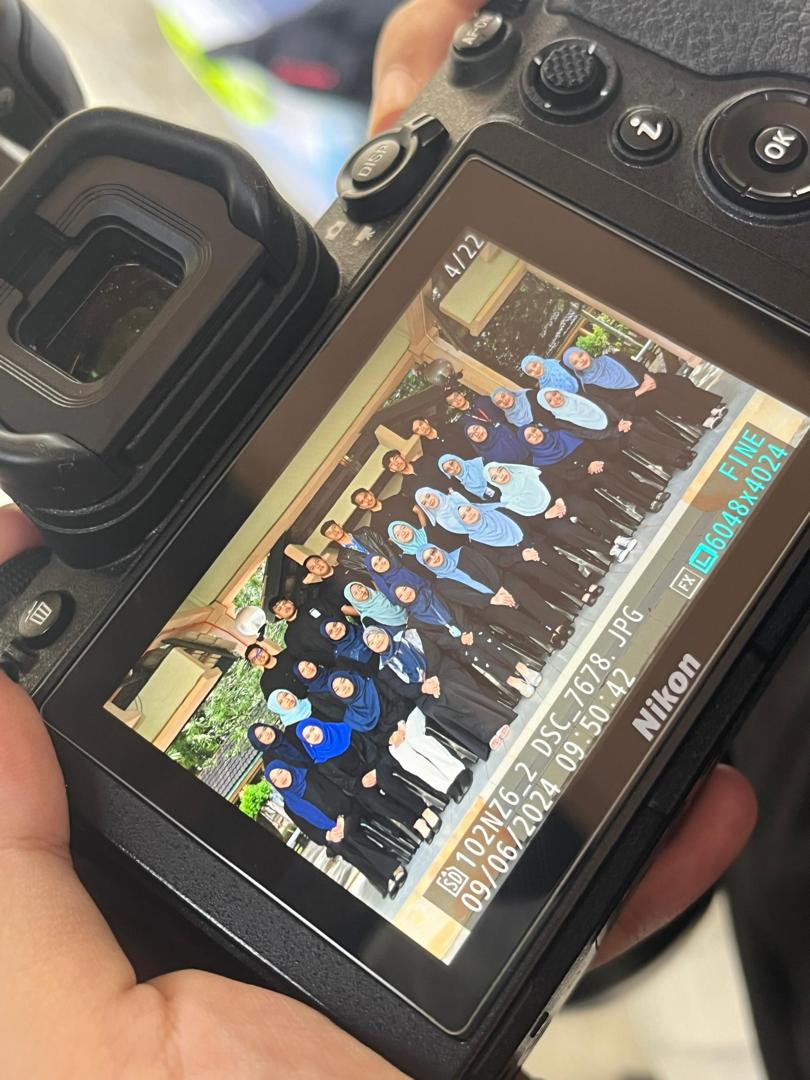 AF-ON
i
OK
DISP
4/22
FX L FINE
6048x4024
SD 102NZ6_2 DSC_7678.JPG
09/06/2024 09:50:42
Nikon